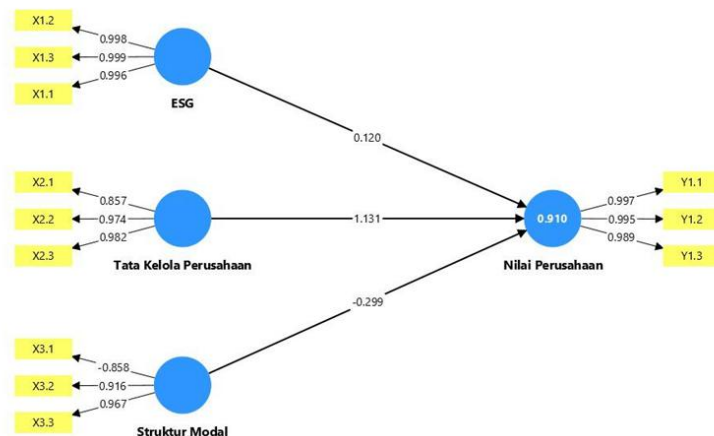 X1.2
0.998
X1.3
0.999
X1.1
0.996
ESG
0.120
X2.1
0.857
X2.2
0.974
X2.3
0.982
Tata Kelola Perusahaan
1.131
0.910
Nilai Perusahaan
0.997
Y1.1
0.995
Y1.2
0.989
Y1.3
-0.299
X3.1
-0.858
X3.2
0.916
X3.3
0.967
Struktur Modal